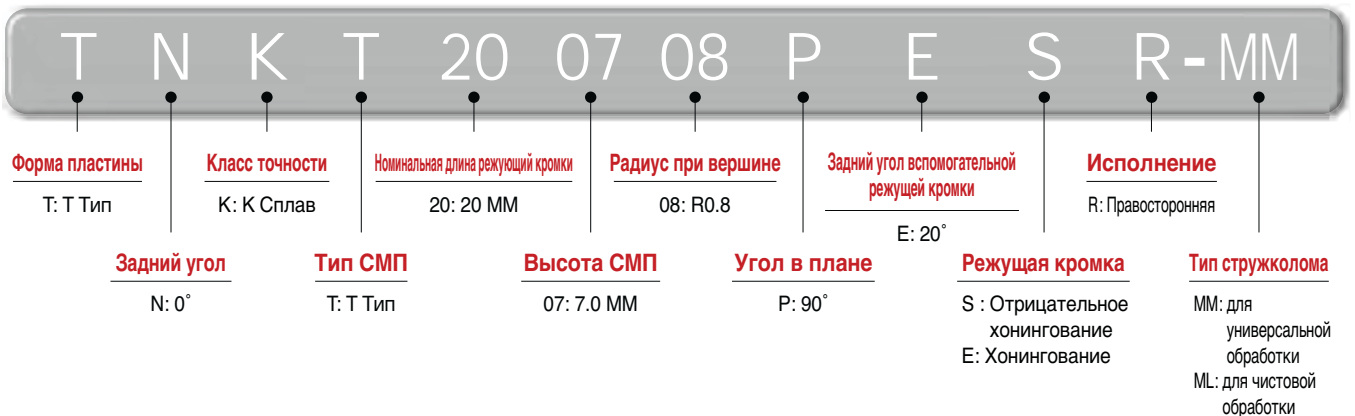 T N K T 20 07 08 P E S R-MM
Форма пластины
T: T Тип
Класс точности
K: K Сплав
Номинальная длина режующий кромки
20: 20 MM
Радиус при вершине
08: R0.8
Задний угол вспомогательной
режущей кромки
E: 20°
Исполнение
R: Правосторонняя
Задний угол
N: 0°
Тип СМП
T: T Тип
Высота СМП
07: 7.0 MM
Угол в плане
P: 90°
Режущая кромка
S : Отрицательное
хонингование
E: Хонингование
Тип стружколома
MM: для
универсальной
обработки
ML: для чистовой
обработки